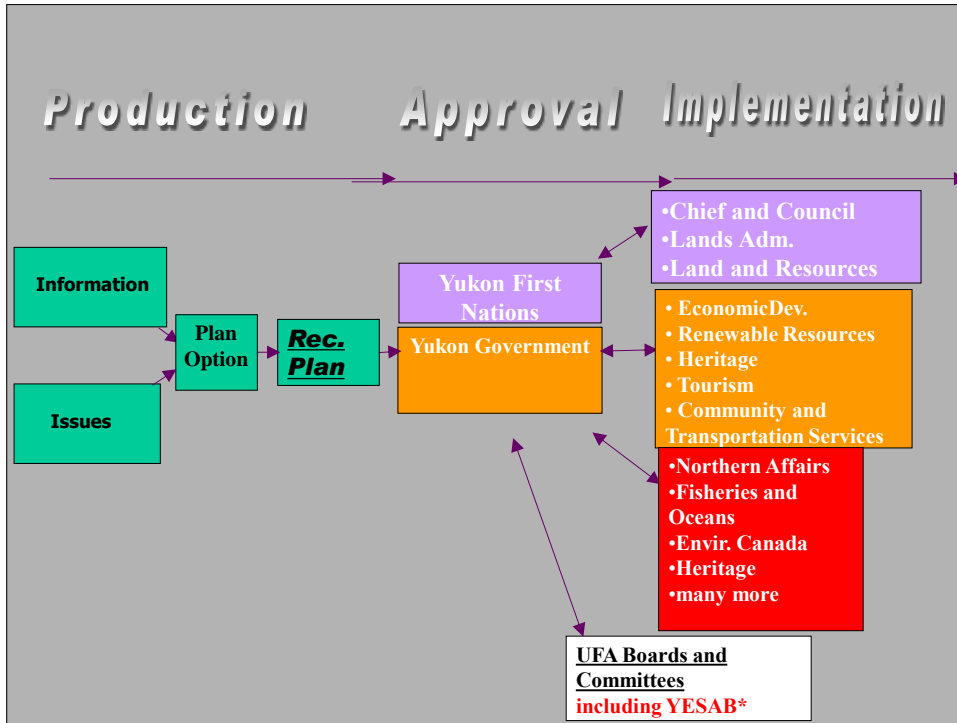 Production
Approval
Implementation
Information
Issues
Plan
Option
Rec.
Plan
Yukon First
Nations
Yukon Government
•Chief and Council
•Lands Adm.
•Land and Resources
• EconomicDev.
• Renewable Resources
• Heritage
• Tourism
• Community and
Transportation Services
•Northern Affairs
•Fisheries and
Oceans
•Envir. Canada
•Heritage
•many more
UFA Boards and
Committees
including YESAB*